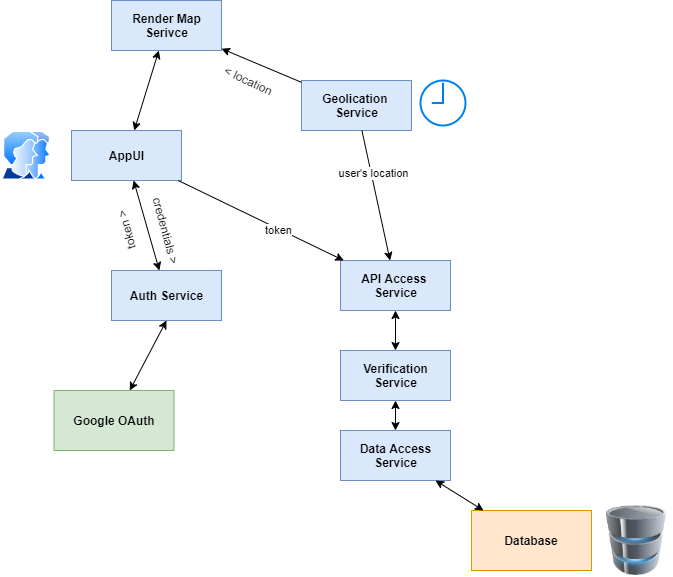 Render Map
Serivce
< location
Geolication
Service
AppUI
user's location
token >
credentials >
token
API Access
Service
Auth Service
Verification
Service
Google OAuth
Data Access
Service
Database